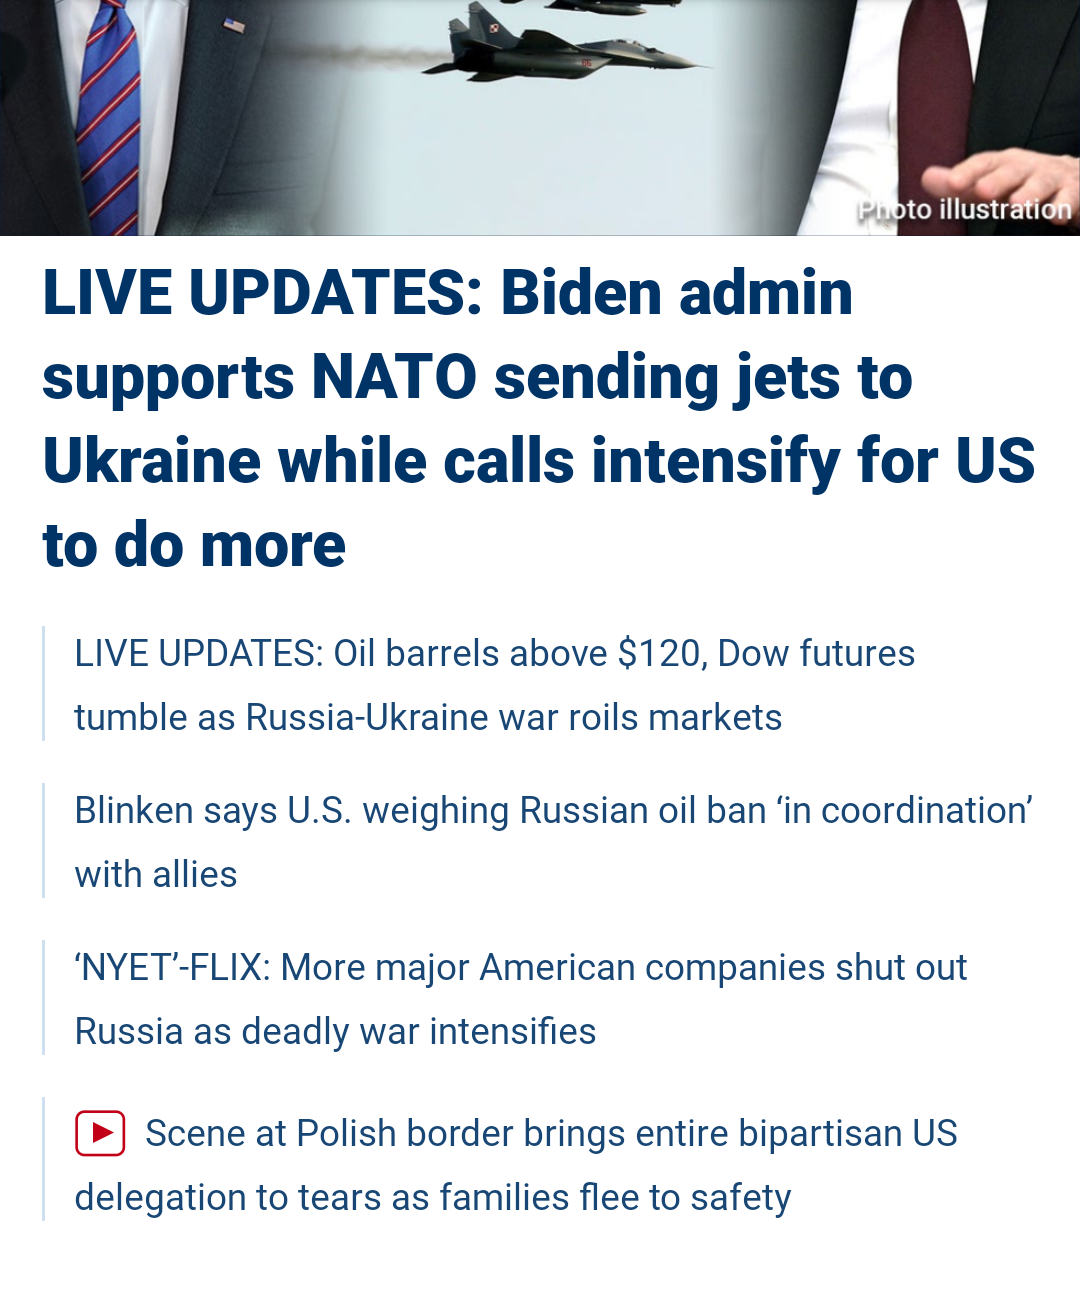 Photo illustration
LIVE UPDATES: Biden admin
supports NATO sending jets to
Ukraine while calls intensify for US
to do more
LIVE UPDATES: Oil barrels above $120, Dow futures
tumble as Russia-Ukraine war roils markets
Blinken says U.S. weighing Russian oil ban ‘in coordination’
with allies
‘NYET’-FLIX: More major American companies shut out
Russia as deadly war intensifies
Scene at Polish border brings entire bipartisan US
delegation to tears as families flee to safety